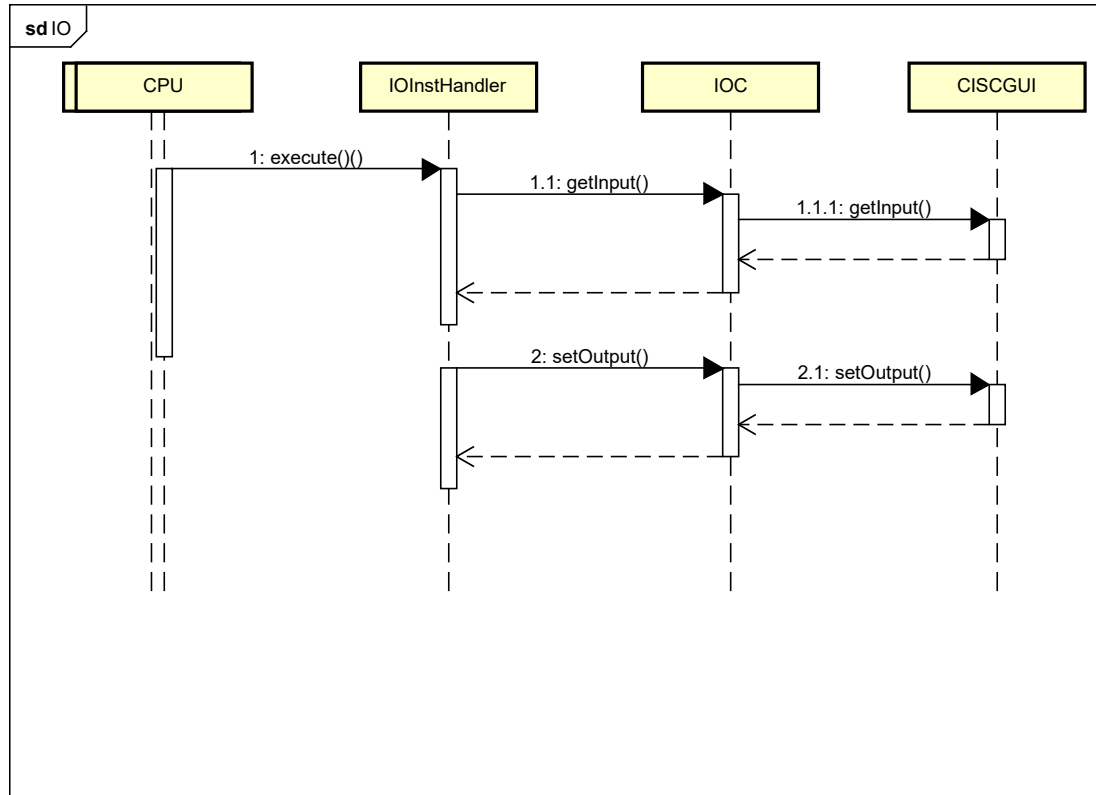 sd IO
CPU
IOInstHandler
IOC
CISCGUI
1: execute()()
1.1: getInput()
1.1.1: getInput()
2: setOutput()
2.1: setOutput()